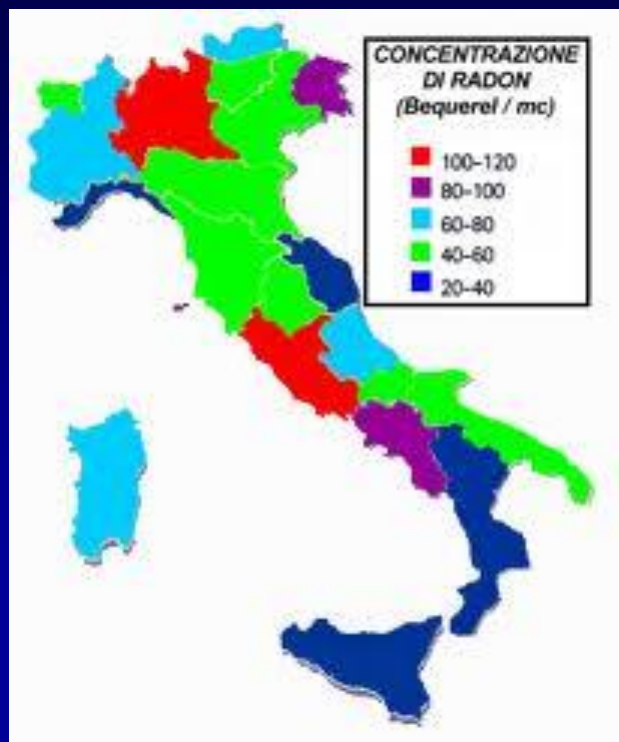 CONCENTRAZIONE
DI RADON
(Bequerel / mc)
100-120
80-100
60-80
40-60
20-40